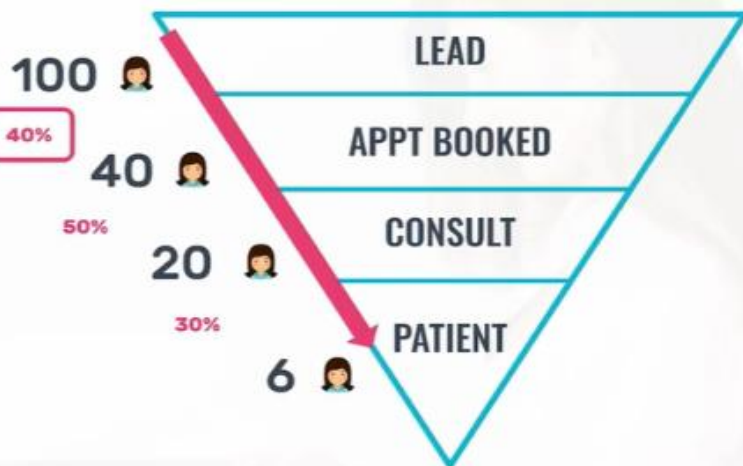 LEAD
100
40%
APPT BOOKED
40
50%
CONSULT
20
30%
PATIENT
6